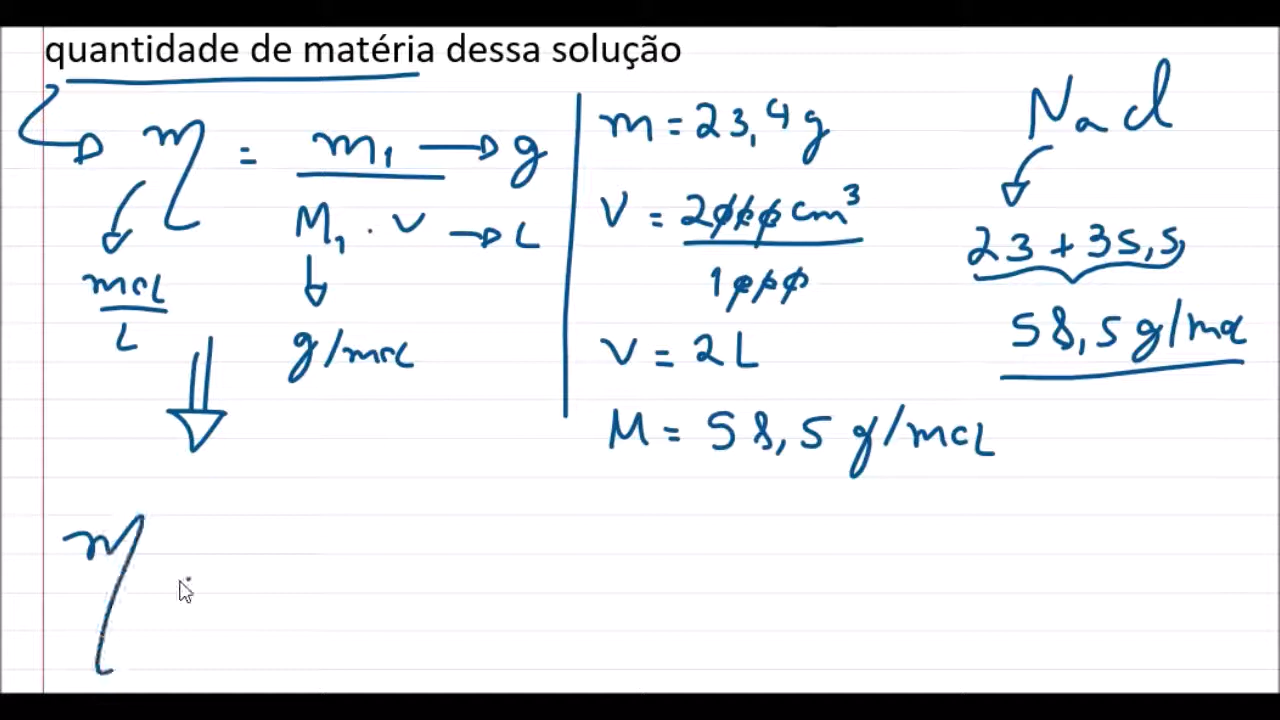 quantidade de matéria dessa solução
m = m₁ → g
M₁ . v → L
mol
L
g/mol
m = 23,4 g
V = 2000 cm³
1000
V = 2 L
M = 58,5 g/mol
NaCl
23 + 35,5
58,5 g/mol
m